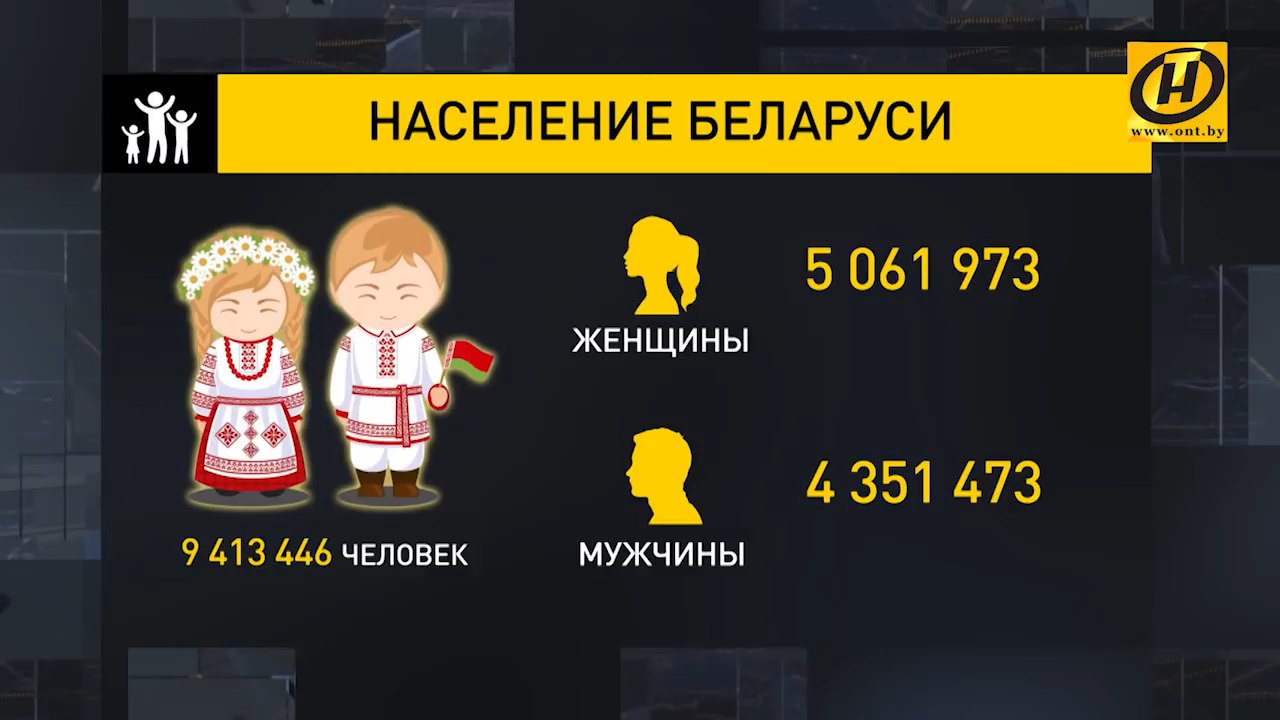 НАСЕЛЕНИЕ БЕЛАРУСИ
www.ont.by
5 061 973
ЖЕНЩИНЫ
4 351 473
МУЖЧИНЫ
9 413 446 ЧЕЛОВЕК